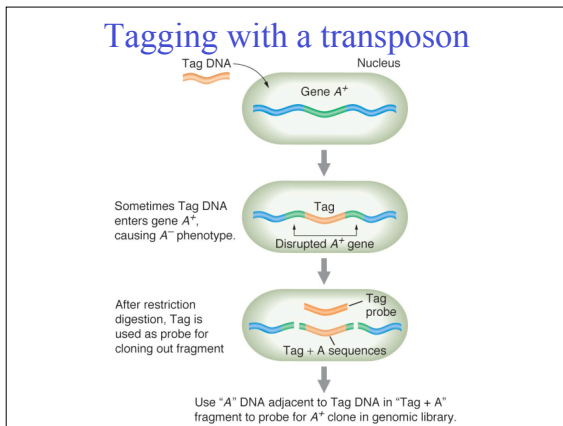 Tagging with a transposon
Tag DNA
Nucleus
Gene A⁺
Sometimes Tag DNA
enters gene A⁺,
causing A⁻ phenotype.
Tag
Disrupted A⁺ gene
After restriction
digestion, Tag is
used as probe for
cloning out fragment
Tag
probe
Tag + A sequences
Use “A” DNA adjacent to Tag DNA in “Tag + A”
fragment to probe for A⁺ clone in genomic library.